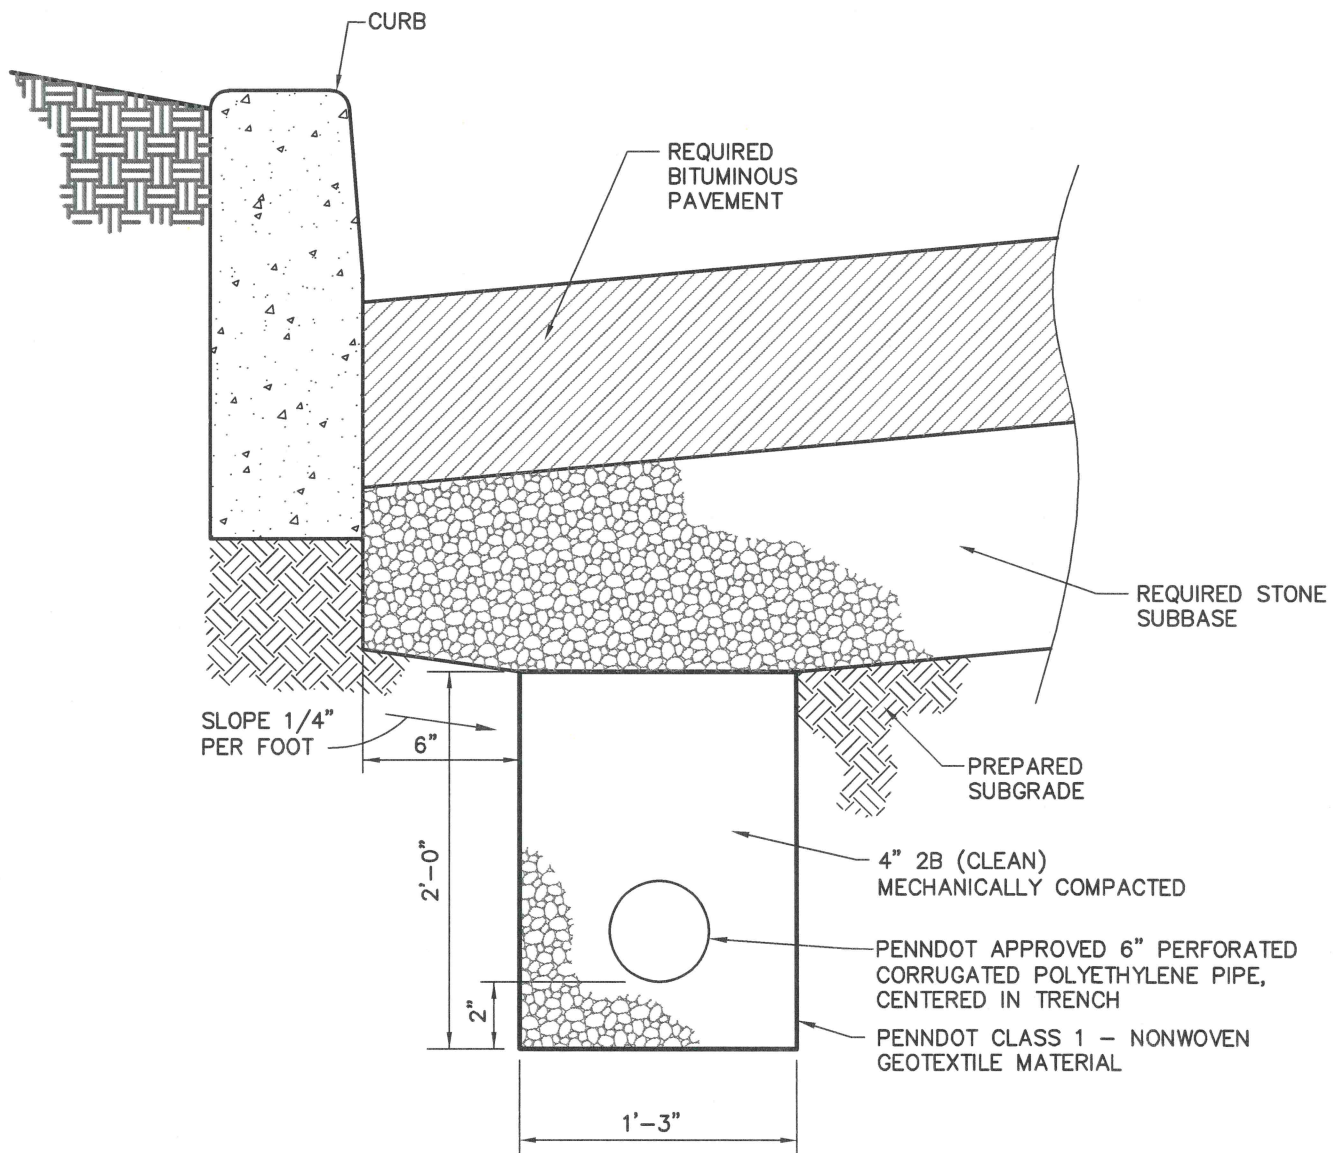 CURB
REQUIRED
BITUMINOUS
PAVEMENT
REQUIRED STONE
SUBBASE
SLOPE 1/4"
PER FOOT
6"
PREPARED
SUBGRADE
2'-0"
4" 2B (CLEAN)
MECHANICALLY COMPACTED
PENNDOT APPROVED 6" PERFORATED
CORRUGATED POLYETHYLENE PIPE,
CENTERED IN TRENCH
2"
PENNDOT CLASS 1 – NONWOVEN
GEOTEXTILE MATERIAL
1'-3"